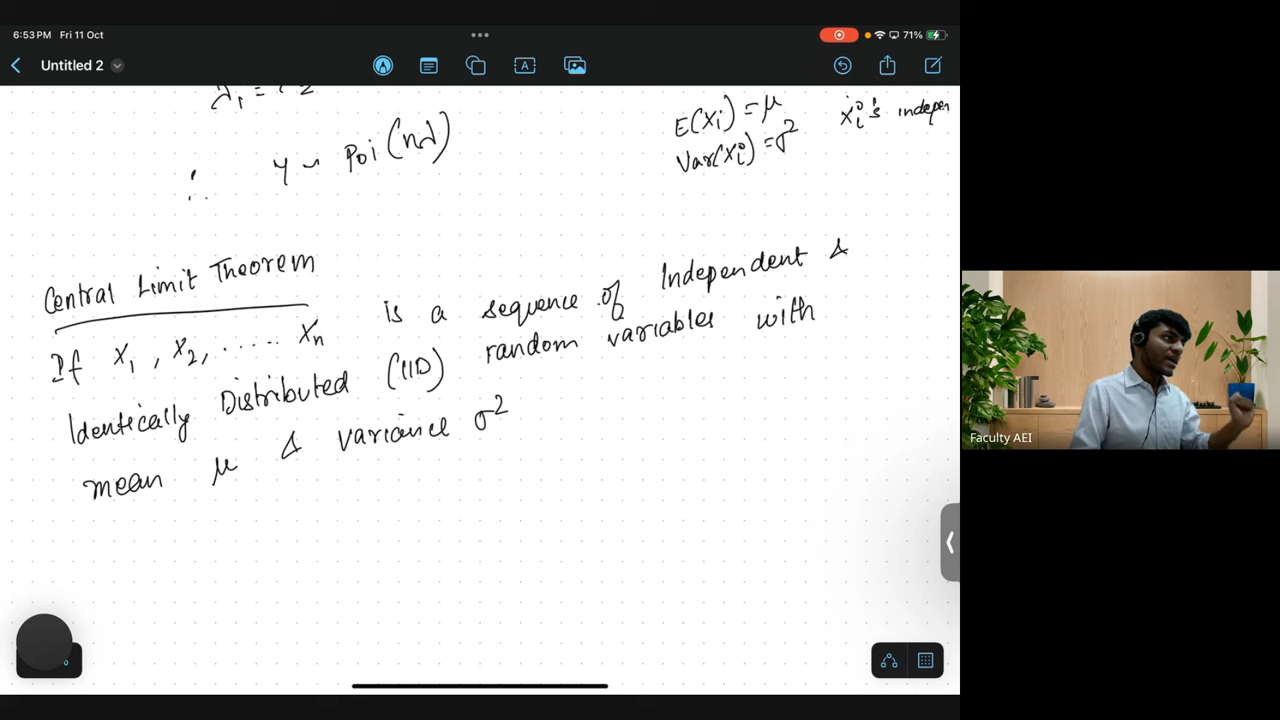 6:53 PM Fri 11 Oct
71%
Untitled 2
A
E(Xi) = μ
Xi's indepen
Var(Xi) = σ²
∴ Y ~ Poi(nλ)
Central Limit Theorem
If X₁, X₂, ..... Xn is a sequence of Independent &
Identically Distributed (IID) random variables with
mean μ & variance σ²
Faculty AEI